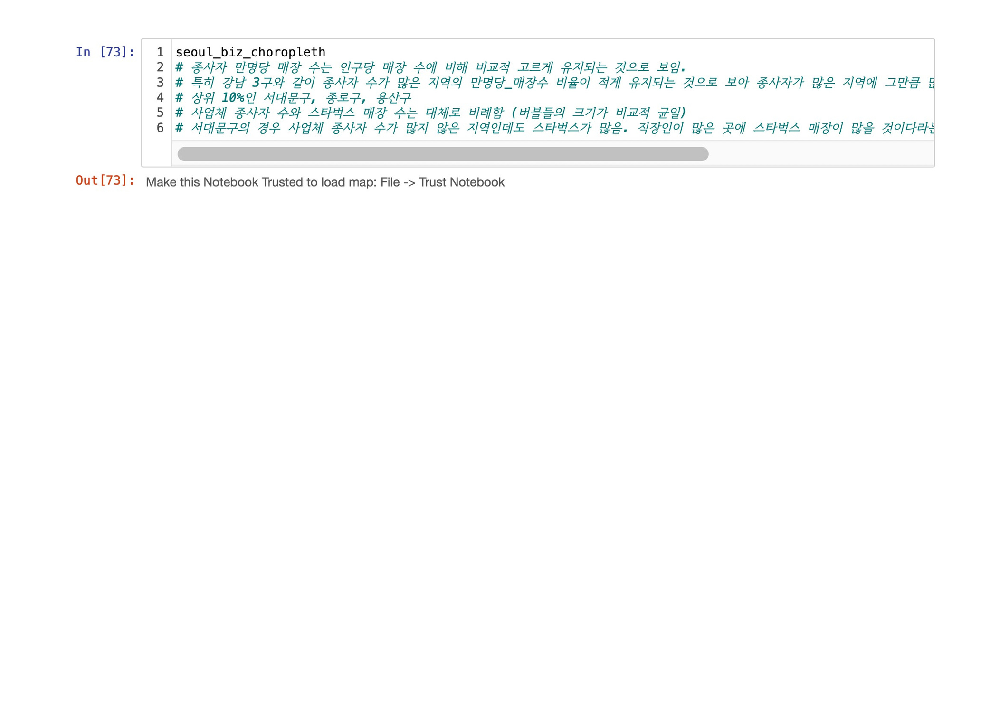 In [73]:
1 seoul_biz_choropleth
2 # 종사자 만명당 매장 수는 인구당 매장 수에 비해 비교적 고르게 유지되는 것으로 보임.
3 # 특히 강남 3구와 같이 종사자 수가 많은 지역의 만명당_매장수 비율이 적게 유지되는 것으로 보아 종사자가 많은 지역에 그만큼
4 # 상위 10%인 서대문구, 종로구, 용산구
5 # 사업체 종사자 수와 스타벅스 매장 수는 대체로 비례함 (버블들의 크기가 비교적 균일)
6 # 서대문구의 경우 사업체 종사자 수가 많지 않은 지역인데도 스타벅스가 많음. 직장인이 많은 곳에 스타벅스 매장이 많을 것이다라는
Out[73]: Make this Notebook Trusted to load map: File -> Trust Notebook